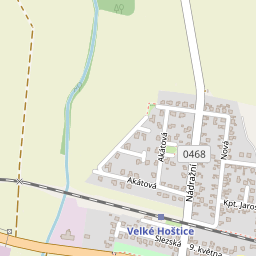 Akátová
Nová
0468
Nádražní
Akátová
Kpt. Jaros
Velké Hoštice
Slezská
9. května